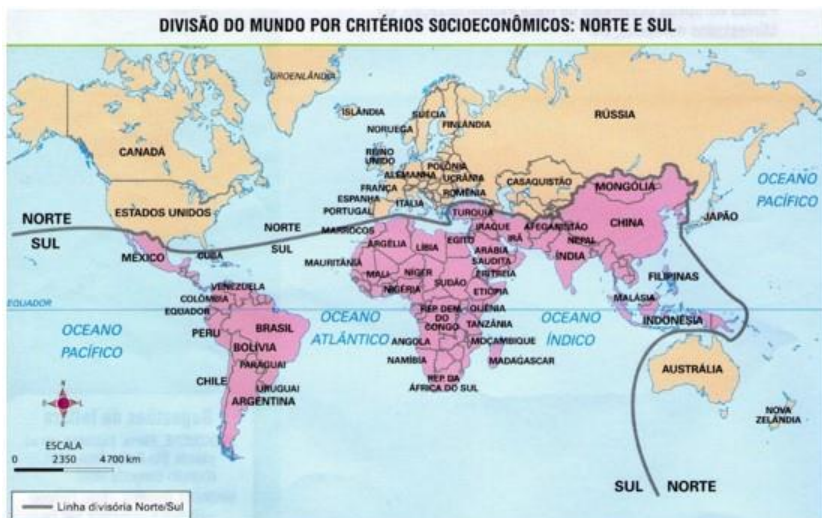 DIVISÃO DO MUNDO POR CRITÉRIOS SOCIOECONÔMICOS: NORTE E SUL
GROENLÂNDIA
ISLÂNDIA
SUÉCIA
NORUEGA
FINLÂNDIA
RÚSSIA
CANADÁ
REINO
UNIDO
POLÔNIA
ALEMANHA
UCRÂNIA
FRANÇA
ROMÊNIA
CASAQUISTÃO
MONGÓLIA
OCEANO
PACÍFICO
ESPANHA
ITALIA
PORTUGAL
ESTADOS UNIDOS
TURQUIA
CHINA
JAPÃO
NORTE
SUL
NORTE
SUL
MARROCOS
IRAQUE
AFEGANISTÃO
IRÃ
NEPAL
MÉXICO
CUBA
ARGÉLIA
LÍBIA
EGITO
ARÁBIA
SAUDITA
ÍNDIA
MAURITÂNIA
MALI
NÍGER
SUDÃO
ERITREIA
FILIPINAS
VENEZUELA
NIGÉRIA
ETIÓPIA
MALÁSIA
COLÔMBIA
EQUADOR
EQUADOR
OCEANO
ATLÂNTICO
REP. DEM.
DO
CONGO
QUÊNIA
OCEANO
ÍNDICO
INDONÉSIA
OCEANO
PACÍFICO
PERU
BRASIL
TANZÂNIA
BOLÍVIA
ANGOLA
MOÇAMBIQUE
PARAGUAI
NAMÍBIA
MADAGASCAR
AUSTRÁLIA
CHILE
URUGUAI
REP. DA
ÁFRICA DO SUL
ARGENTINA
NOVA
ZELÂNDIA
ESCALA
0 2350 4700 km
SUL
NORTE
Linha divisória Norte/Sul